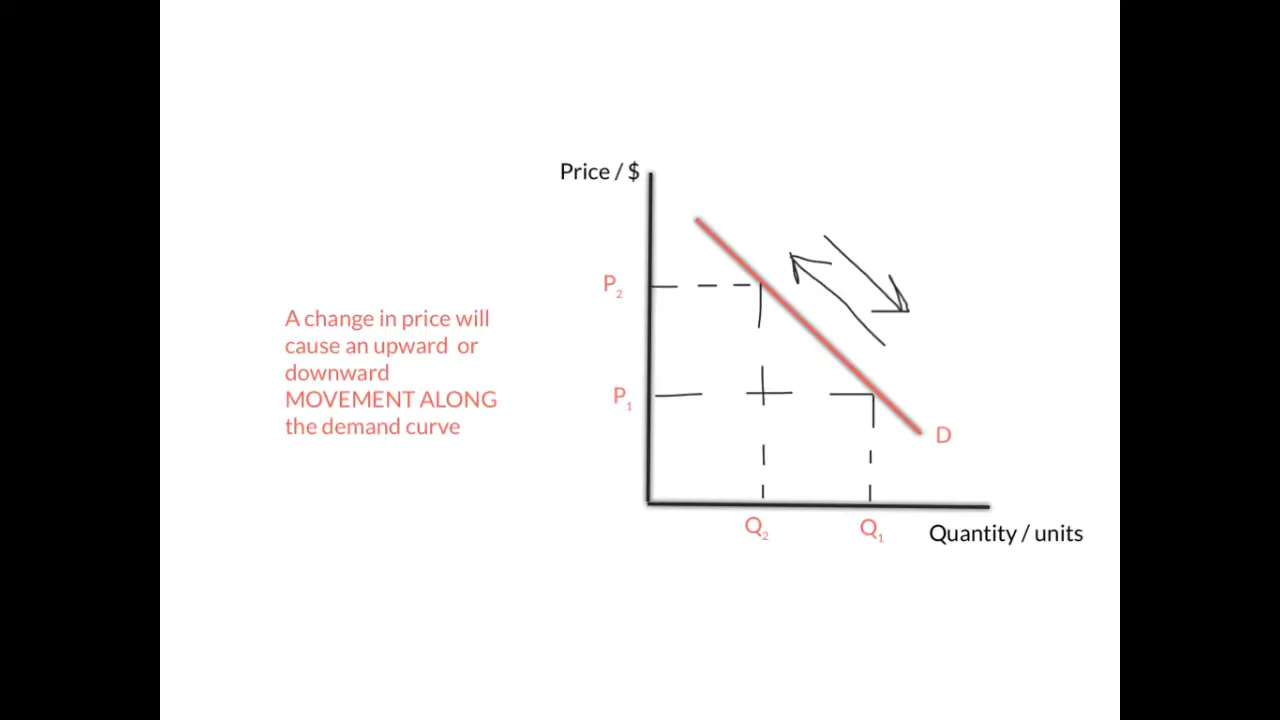 Price / $
P₂
A change in price will
cause an upward or
downward
MOVEMENT ALONG
the demand curve
P₁
D
Q₂
Q₁
Quantity / units